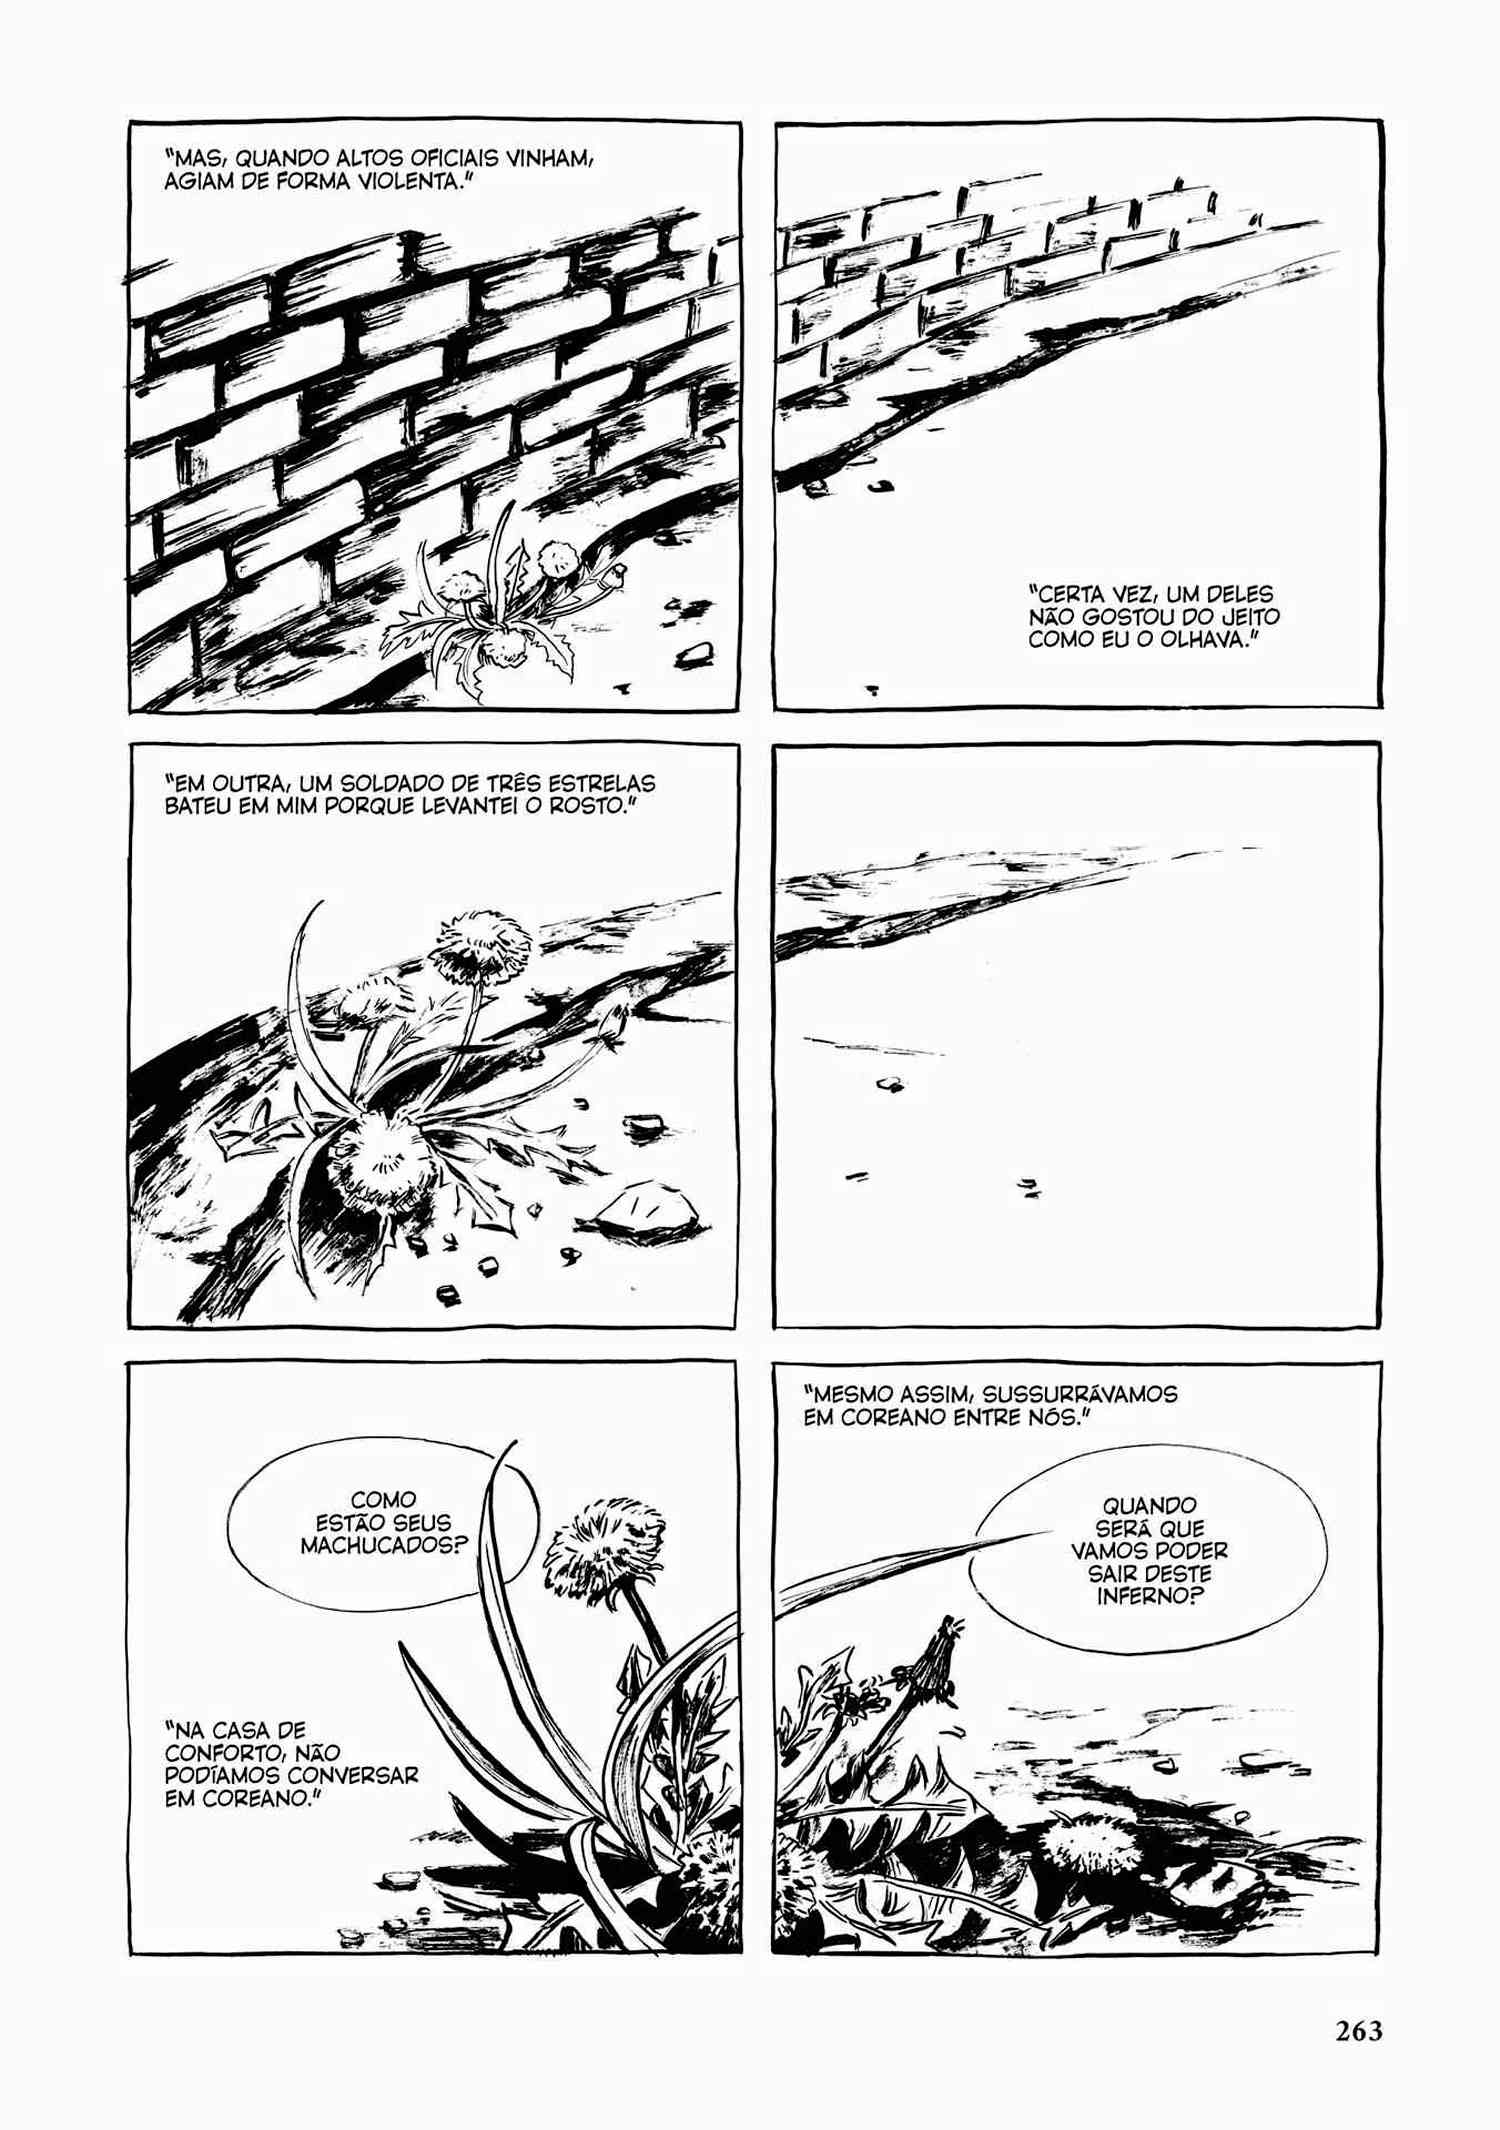 "MAS, QUANDO ALTOS OFICIAIS VINHAM,
AGIAM DE FORMA VIOLENTA."
"CERTA VEZ, UM DELES
NÃO GOSTOU DO JEITO
COMO EU O OLHAVA."
"EM OUTRA, UM SOLDADO DE TRÊS ESTRELAS
BATEU EM MIM PORQUE LEVANTEI O ROSTO."
COMO
ESTÃO SEUS
MACHUCADOS?
"NA CASA DE
CONFORTO, NÃO
PODÍAMOS CONVERSAR
EM COREANO."
"MESMO ASSIM, SUSSURRÁVAMOS
EM COREANO ENTRE NÓS."
QUANDO
SERÁ QUE
VAMOS PODER
SAIR DESTE
INFERNO?
263